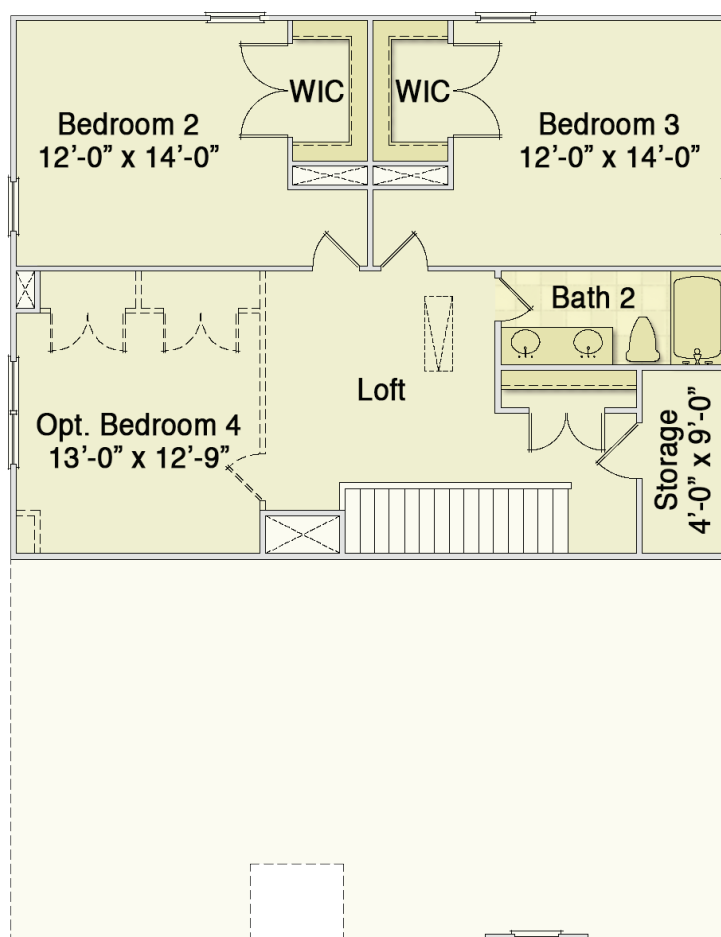 WIC
WIC
Bedroom 2
12’-0” x 14’-0”
Bedroom 3
12’-0” x 14’-0”
Bath 2
Loft
Opt. Bedroom 4
13’-0” x 12’-9”
Storage
4’-0” x 9’-0”